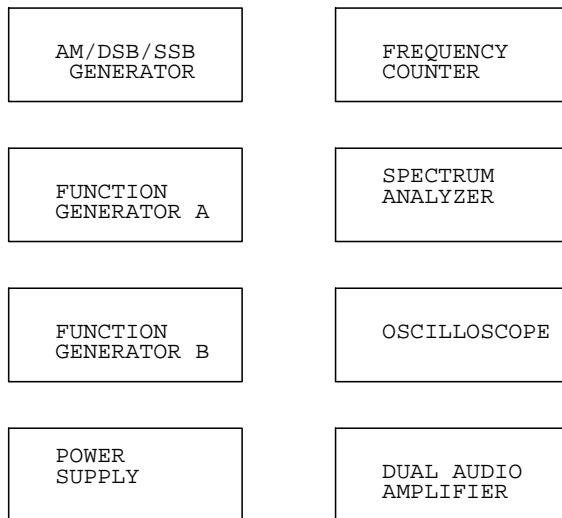 AM/DSB/SSB
GENERATOR
FREQUENCY
COUNTER
FUNCTION
GENERATOR A
SPECTRUM
ANALYZER
FUNCTION
GENERATOR B
OSCILLOSCOPE
POWER
SUPPLY
DUAL AUDIO
AMPLIFIER